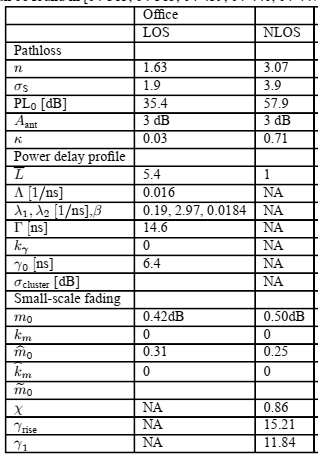 Office
LOS NLOS
Pathloss
n 1.63 3.07
σS 1.9 3.9
PL0 [dB] 35.4 57.9
Aant 3 dB 3 dB
κ 0.03 0.71
Power delay profile
L̅ 5.4 1
Λ [1/ns] 0.016 NA
λ1, λ2 [1/ns],β 0.19, 2.97, 0.0184 NA
Γ [ns] 14.6 NA
kγ 0 NA
γ0 [ns] 6.4 NA
σcluster [dB] NA
Small-scale fading
m0 0.42dB 0.50dB
km 0 0
m̂0 0.31 0.25
k̂m 0 0
m̃0
χ NA 0.86
γrise NA 15.21
γ1 NA 11.84